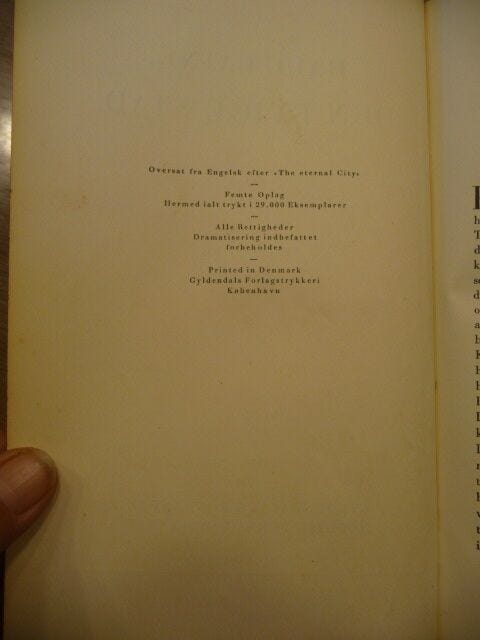 Oversat fra Engelsk efter »The eternal City«
—
Femte Oplag
Hermed ialt trykt i 29.000 Eksemplarer
—
Alle Rettigheder
Dramatisering indbefattet
forbeholdes
—
Printed in Denmark
Gyldendals Forlagstrykkeri
København